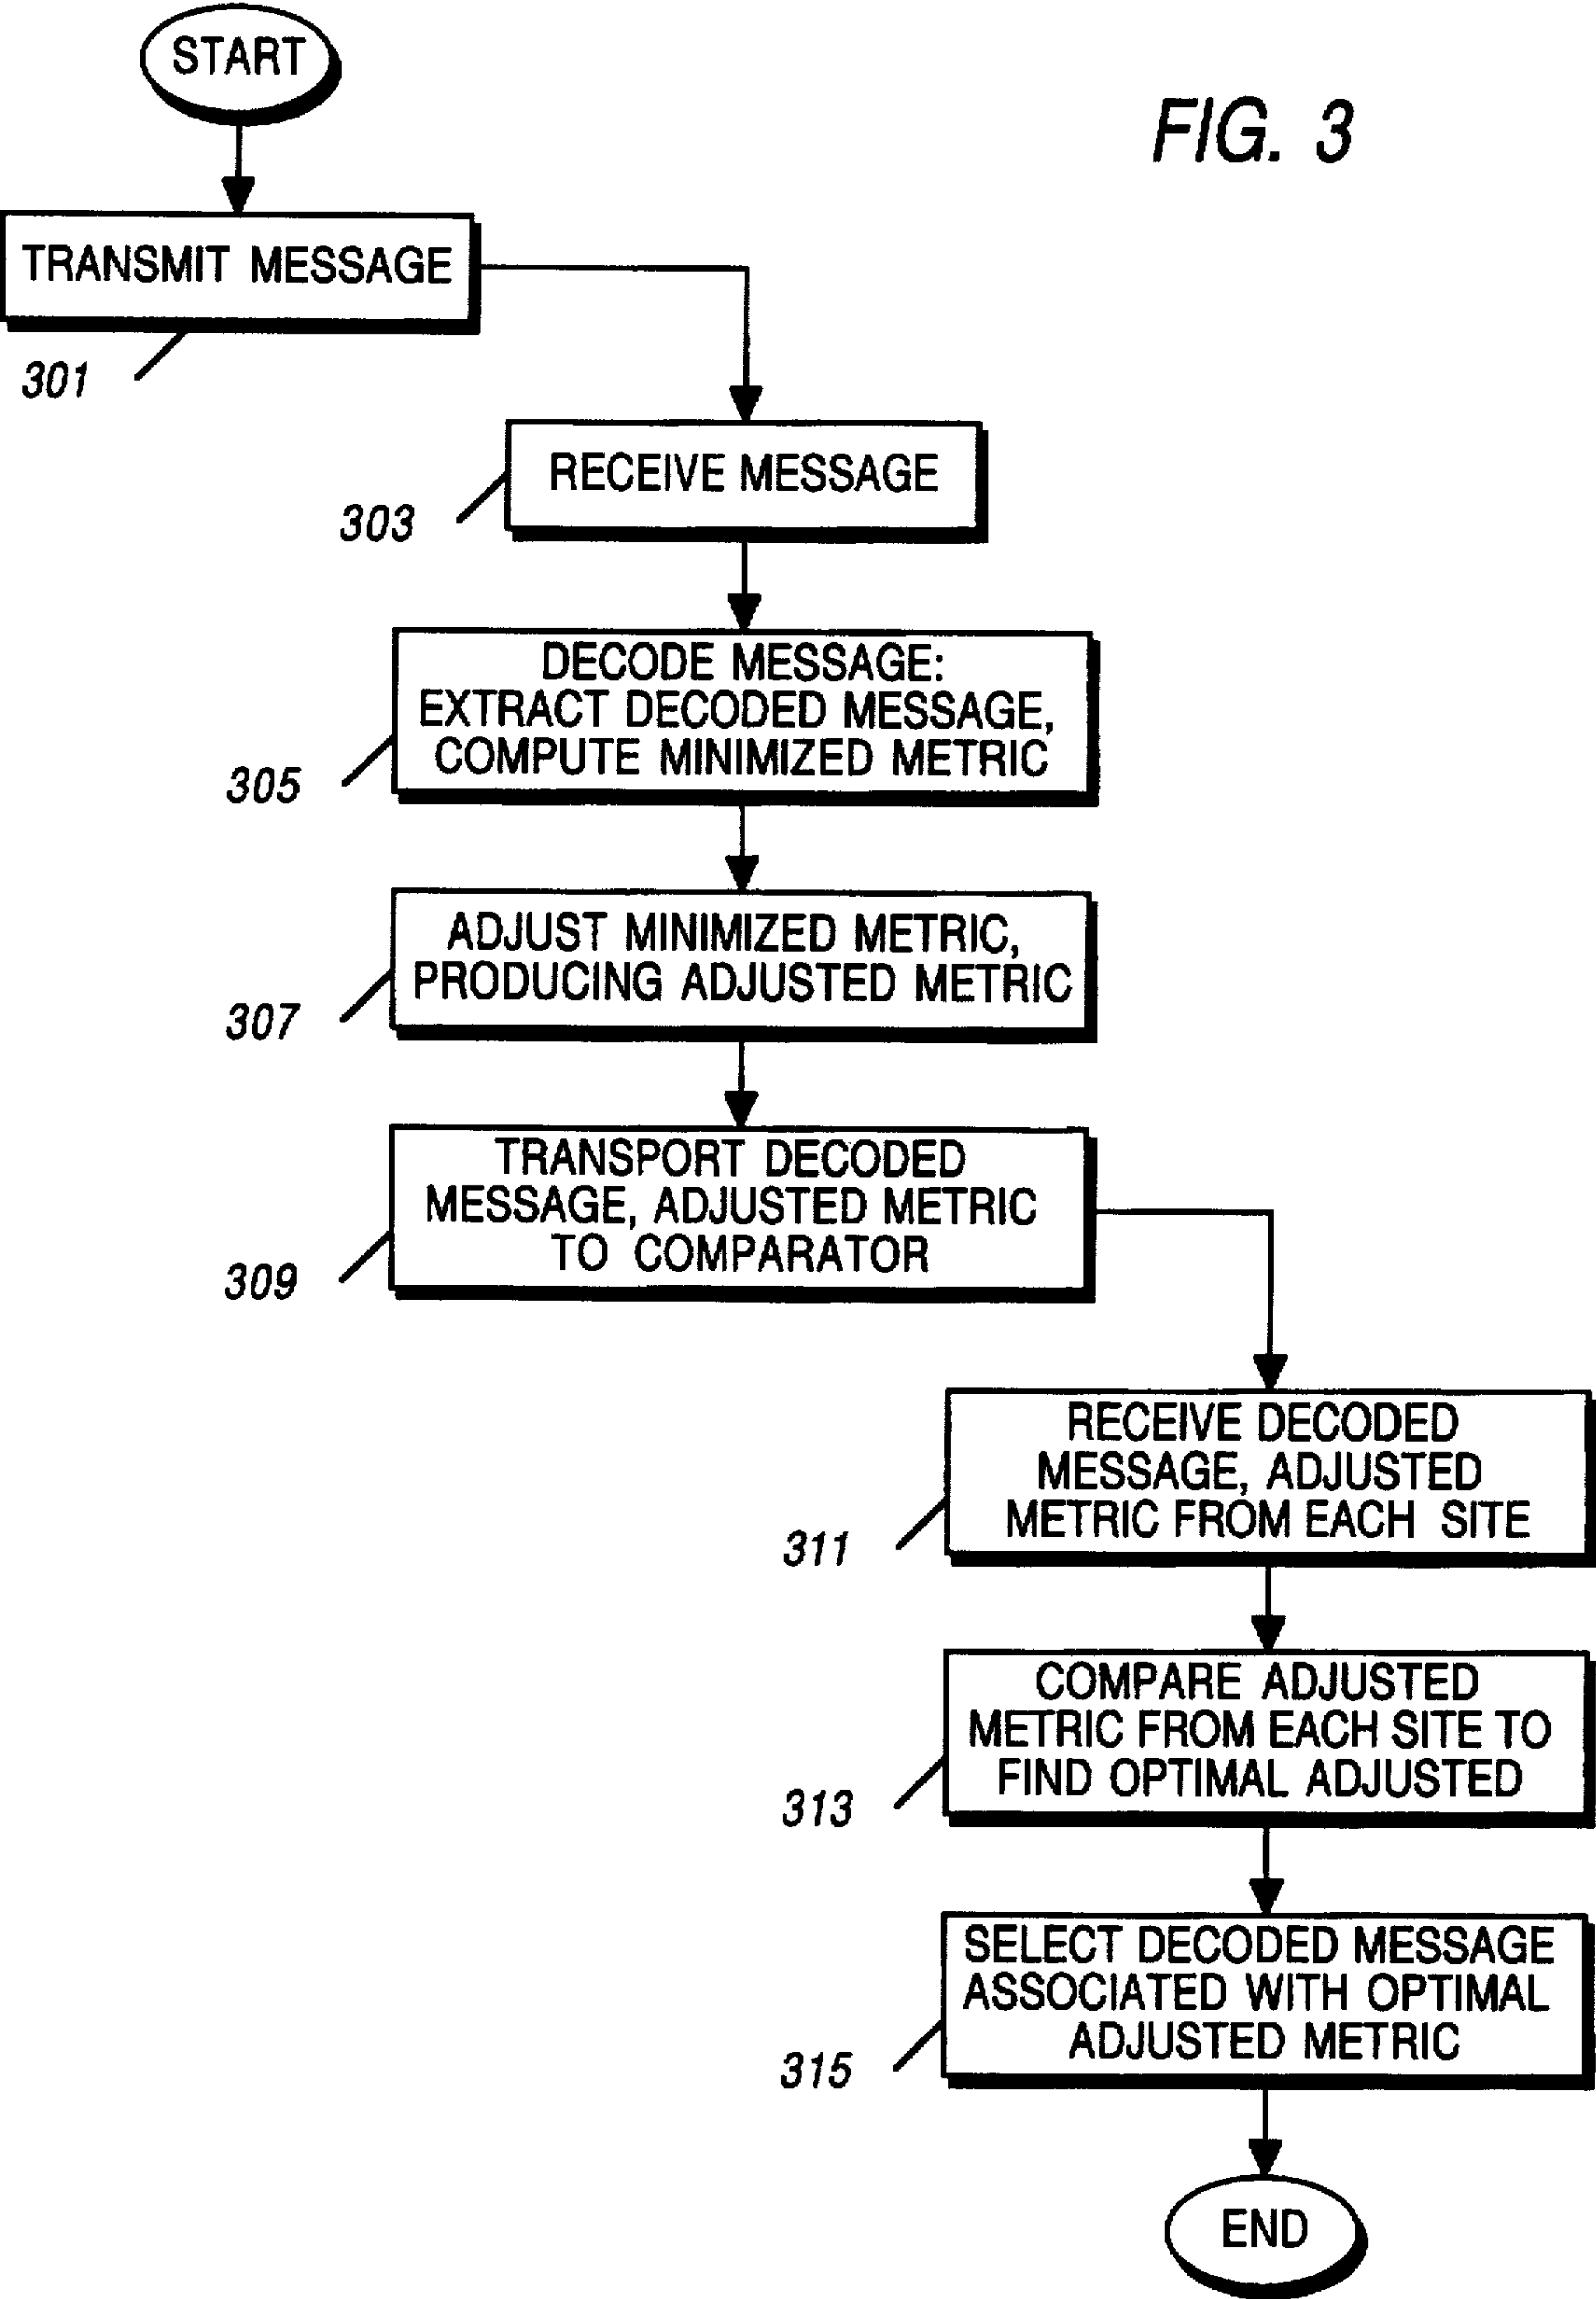 START
FIG. 3
TRANSMIT MESSAGE
301
RECEIVE MESSAGE
303
DECODE MESSAGE:
EXTRACT DECODED MESSAGE,
COMPUTE MINIMIZED METRIC
305
ADJUST MINIMIZED METRIC,
PRODUCING ADJUSTED METRIC
307
TRANSPORT DECODED
MESSAGE, ADJUSTED METRIC
TO COMPARATOR
309
RECEIVE DECODED
MESSAGE, ADJUSTED
METRIC FROM EACH SITE
311
COMPARE ADJUSTED
METRIC FROM EACH SITE TO
FIND OPTIMAL ADJUSTED
313
SELECT DECODED MESSAGE
ASSOCIATED WITH OPTIMAL
ADJUSTED METRIC
315
END